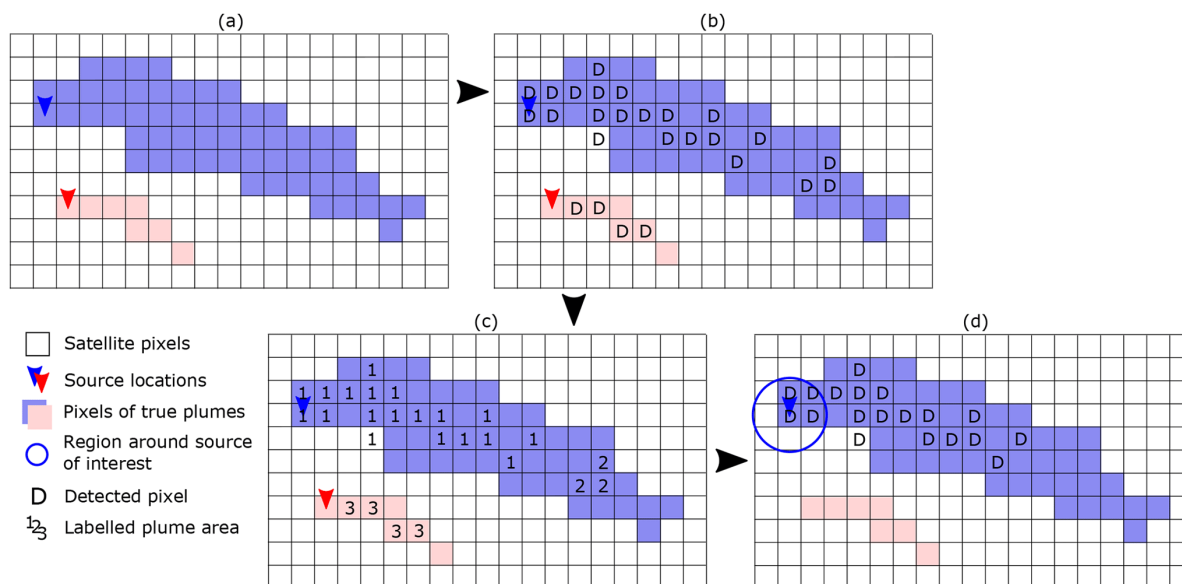 (a)
(b)
D
D D D D D
D D D D D D D
D D D D D
D D
D D
D D
D D
Satellite pixels
Source locations
Pixels of true plumes
Region around source
of interest
D Detected pixel
123 Labelled plume area
(c)
1
1 1 1 1 1
1 1 1 1 1 1 1
1 1 1 1 1
1 2
2 2
3 3
3 3
(d)
D
D D D D D
D D D D D D D
D D D D D
D